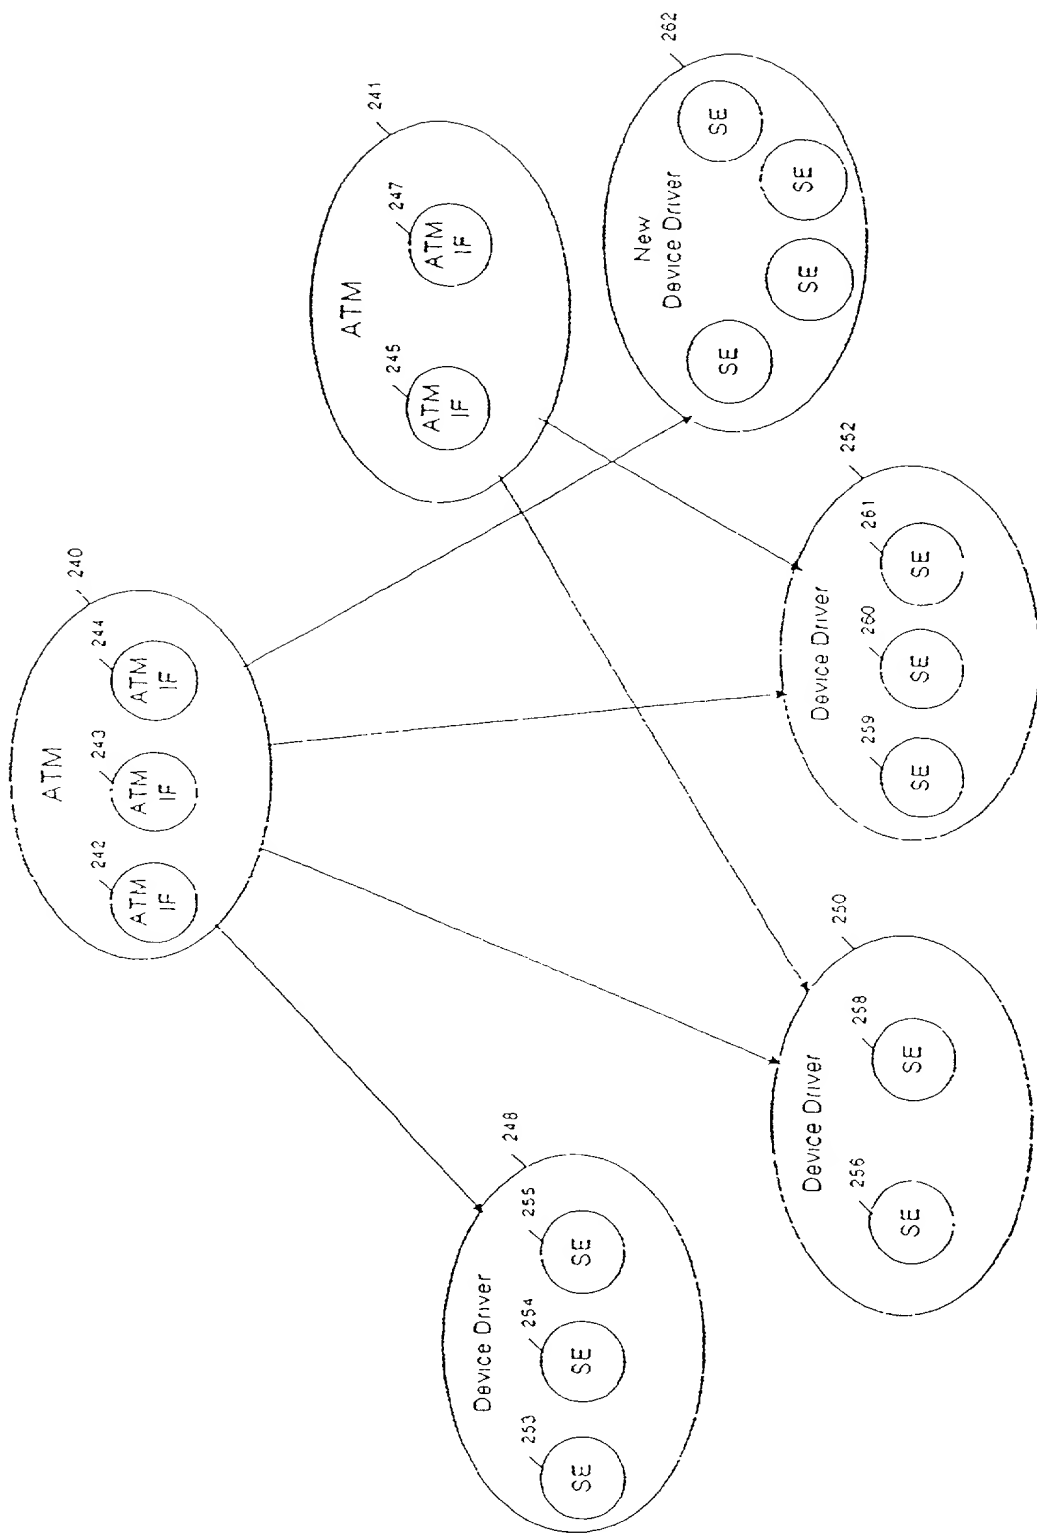 240
ATM
242
ATM
IF
243
ATM
IF
244
ATM
IF
241
ATM
245
ATM
IF
247
ATM
IF
248
Device Driver
253
SE
254
SE
255
SE
250
Device Driver
256
SE
258
SE
252
Device Driver
259
SE
260
SE
261
SE
262
New
Device Driver
SE
SE
SE
SE